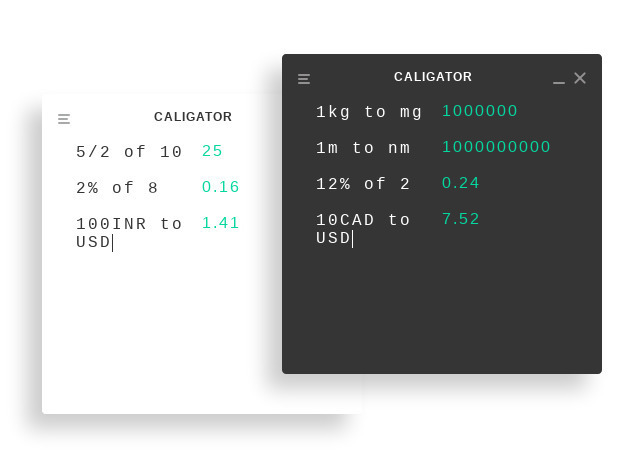 CALIGATOR
5/2 of 10 25
2% of 8 0.16
100INR to 1.41
USD
CALIGATOR
1kg to mg 1000000
1m to nm 1000000000
12% of 2 0.24
10CAD to 7.52
USD